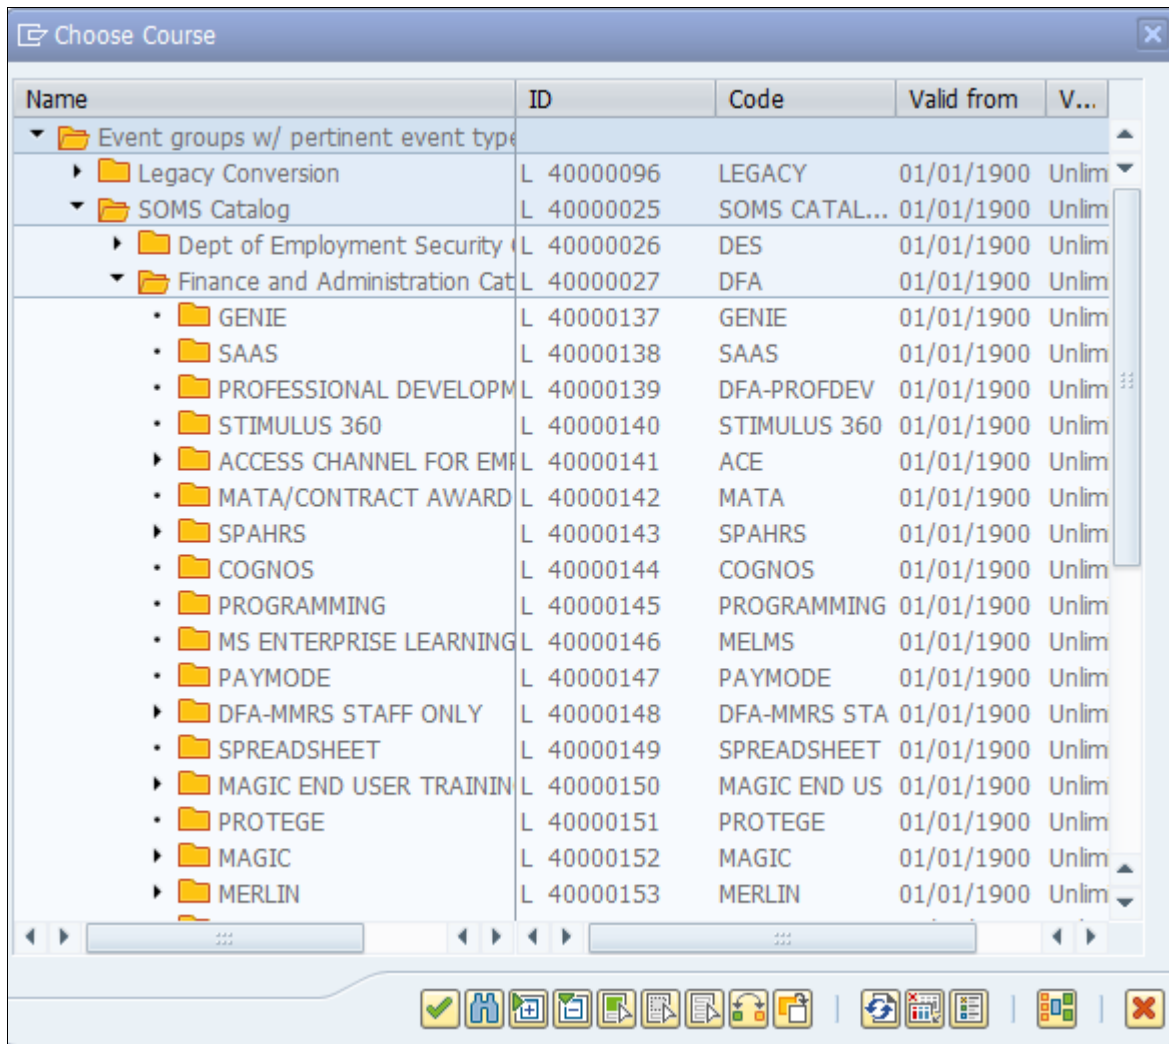 Choose Course
Name ID Code Valid from V...
Event groups w/ pertinent event type
Legacy Conversion L 40000096 LEGACY 01/01/1900 Unlim
SOMS Catalog L 40000025 SOMS CATAL... 01/01/1900 Unlim
Dept of Employment Security L 40000026 DES 01/01/1900 Unlim
Finance and Administration Cat L 40000027 DFA 01/01/1900 Unlim
GENIE L 40000137 GENIE 01/01/1900 Unlim
SAAS L 40000138 SAAS 01/01/1900 Unlim
PROFESSIONAL DEVELOPM L 40000139 DFA-PROFDEV 01/01/1900 Unlim
STIMULUS 360 L 40000140 STIMULUS 360 01/01/1900 Unlim
ACCESS CHANNEL FOR EMP L 40000141 ACE 01/01/1900 Unlim
MATA/CONTRACT AWARD L 40000142 MATA 01/01/1900 Unlim
SPAHRS L 40000143 SPAHRS 01/01/1900 Unlim
COGNOS L 40000144 COGNOS 01/01/1900 Unlim
PROGRAMMING L 40000145 PROGRAMMING 01/01/1900 Unlim
MS ENTERPRISE LEARNING L 40000146 MELMS 01/01/1900 Unlim
PAYMODE L 40000147 PAYMODE 01/01/1900 Unlim
DFA-MMRS STAFF ONLY L 40000148 DFA-MMRS STA 01/01/1900 Unlim
SPREADSHEET L 40000149 SPREADSHEET 01/01/1900 Unlim
MAGIC END USER TRAININ L 40000150 MAGIC END US 01/01/1900 Unlim
PROTEGE L 40000151 PROTEGE 01/01/1900 Unlim
MAGIC L 40000152 MAGIC 01/01/1900 Unlim
MERLIN L 40000153 MERLIN 01/01/1900 Unlim